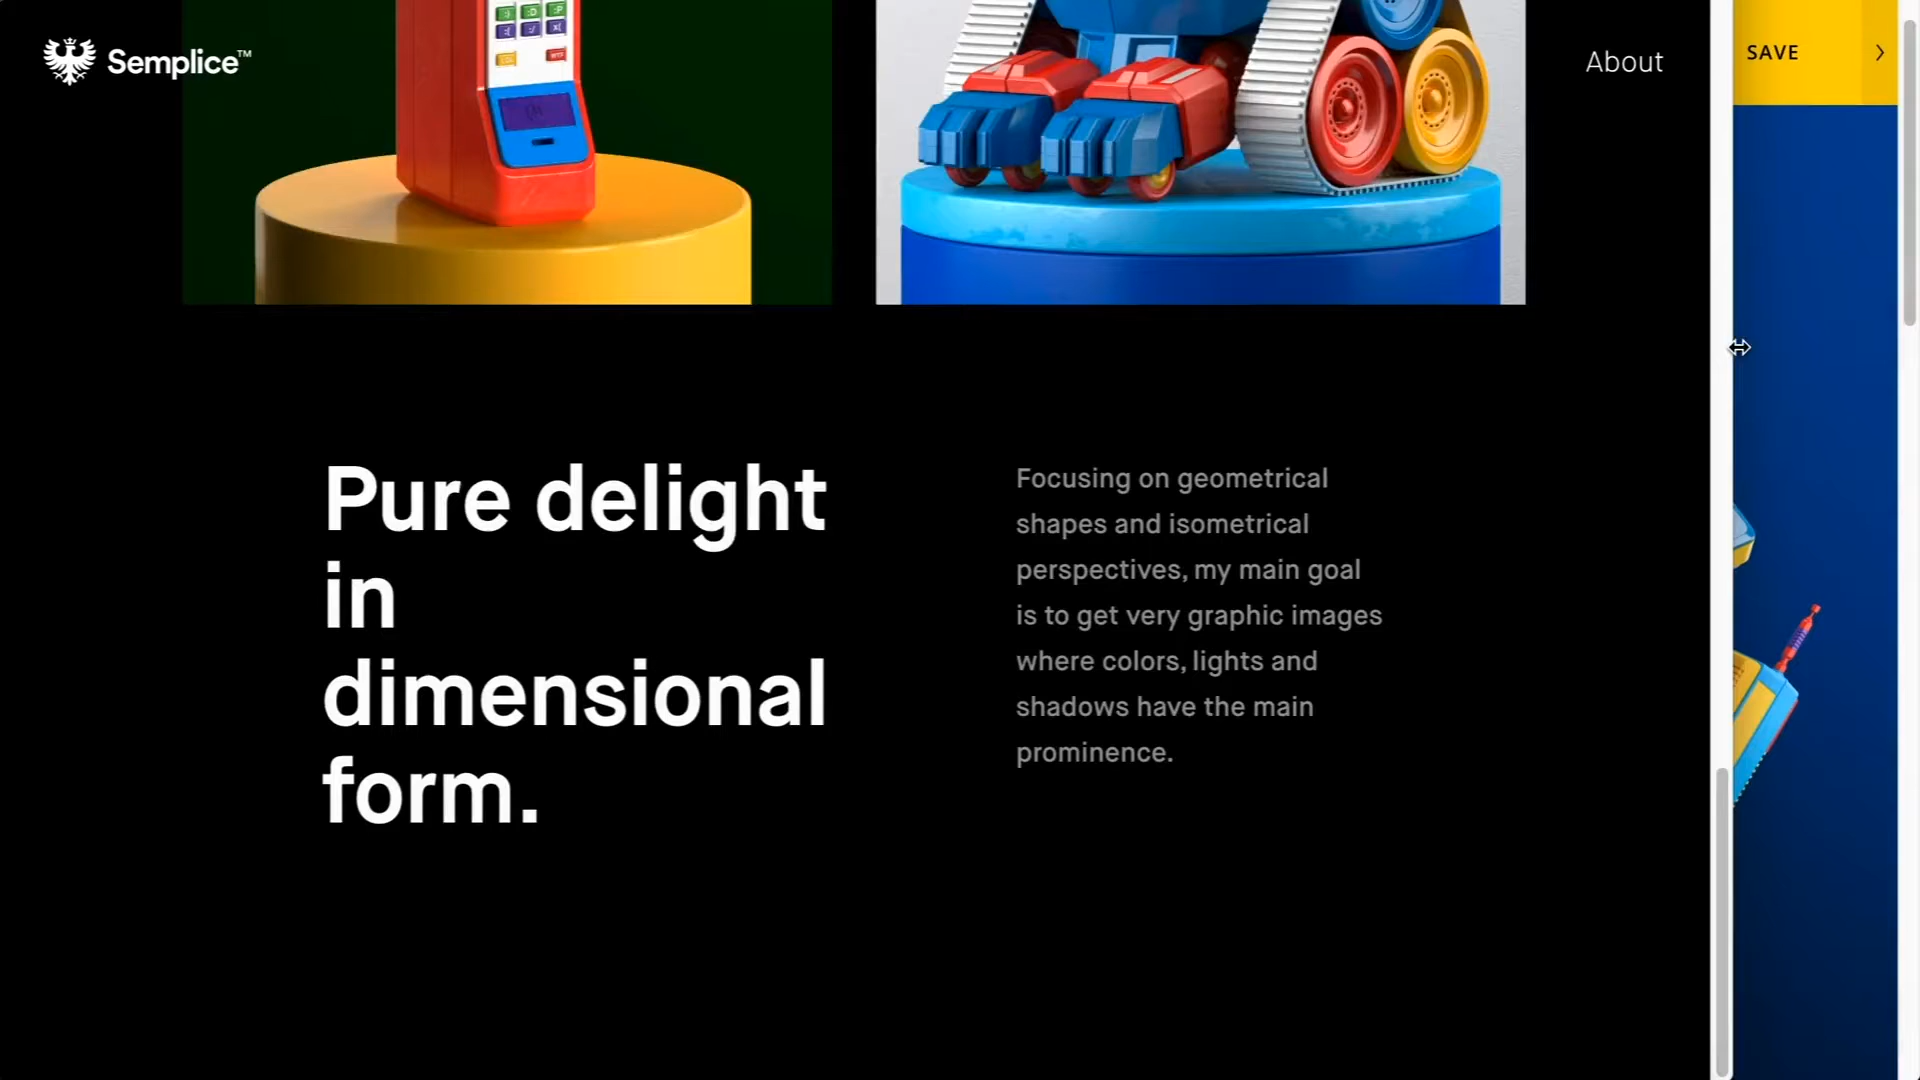 Semplice™
About
SAVE
Pure delight
in
dimensional
form.
Focusing on geometrical
shapes and isometrical
perspectives, my main goal
is to get very graphic images
where colors, lights and
shadows have the main
prominence.